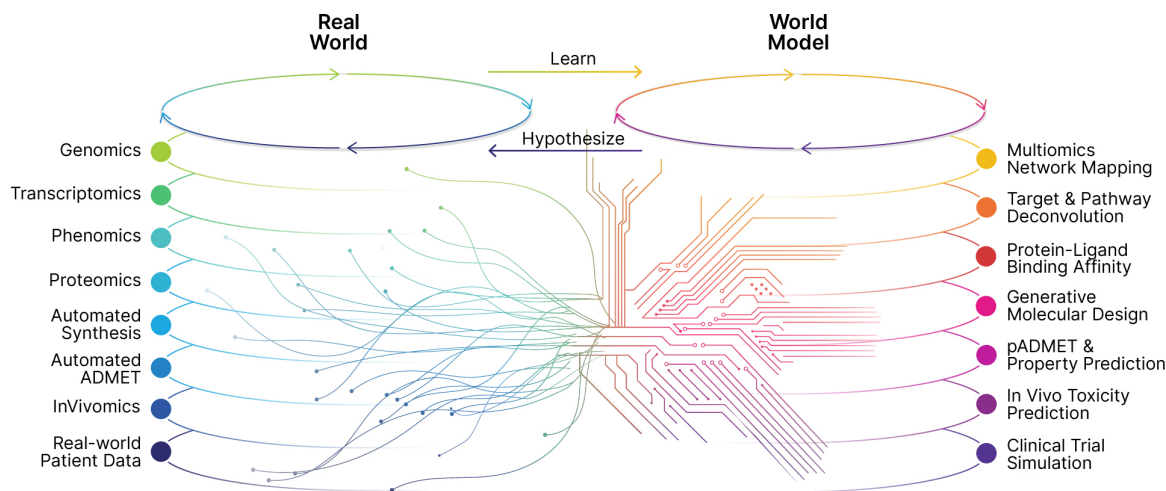 Real
World
World
Model
Learn
Hypothesize
Genomics
Transcriptomics
Phenomics
Proteomics
Automated
Synthesis
Automated
ADMET
InVivomics
Real-world
Patient Data
Multiomics
Network Mapping
Target & Pathway
Deconvolution
Protein-Ligand
Binding Affinity
Generative
Molecular Design
pADMET &
Property Prediction
In Vivo Toxicity
Prediction
Clinical Trial
Simulation